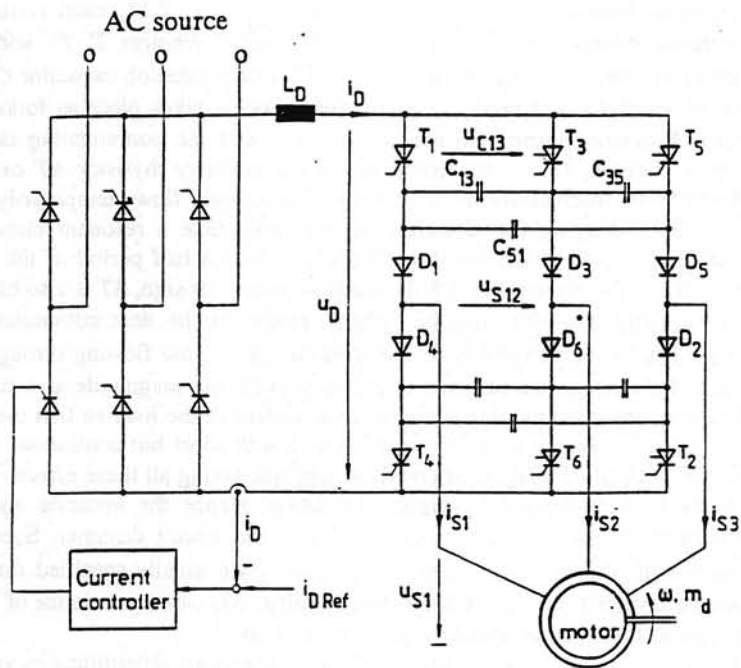 AC source
L_D
i_D
T_1
u_C13
T_3
T_5
C_13
C_35
C_51
D_1
D_3
D_5
u_S12
u_D
D_4
D_6
D_2
T_4
T_6
T_2
i_D
i_S1
i_S2
i_S3
Current
controller
i_D Ref
u_S1
ω, m_d
motor